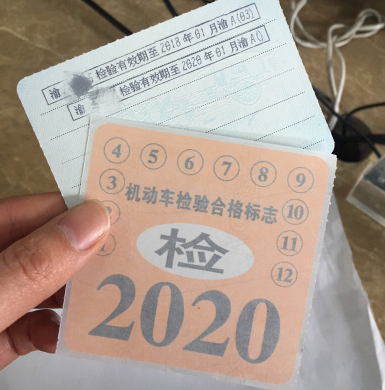 渝
检验有效期至2018年01月渝A(03)
渝
检验有效期至2020年01月渝A()
4 5 6 7 8 9
3 机动车检验合格标志 10
11
检
12
2020